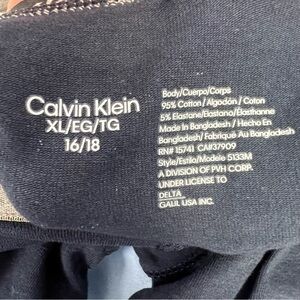 Calvin Klein
XL/EG/TG
16/18
Body/Cuerpo/Corps
95% Cotton / Algodón / Coton
5% Elastane/Elastano/Élasthanne
Made In Bangladesh / Hecho En
Bangladesh/ Fabriqué Au Bangladesh
RN# 15741 CA#37909
Style/Estilo/Modele 5133M
A DIVISION OF PVH CORP.
UNDER LICENSE TO
DELTA
GALIL USA INC.